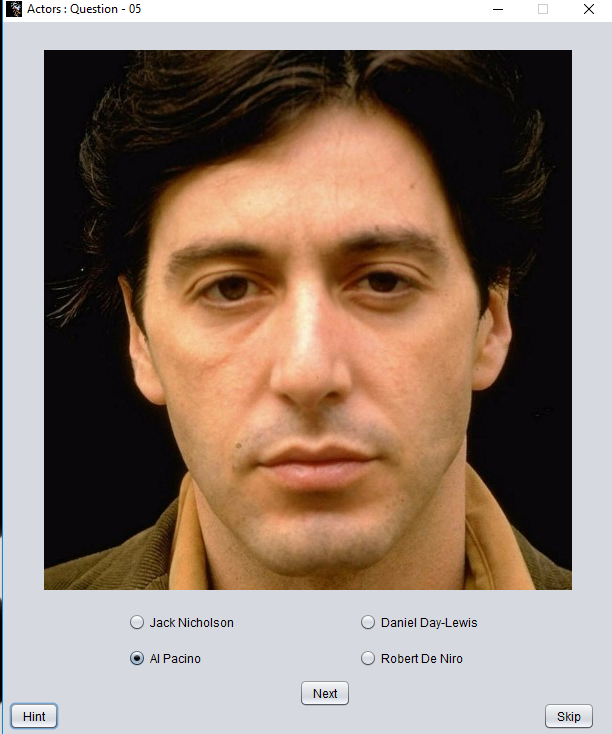 Actors : Question - 05
Jack Nicholson Daniel Day-Lewis
Al Pacino Robert De Niro
Next
Hint Skip